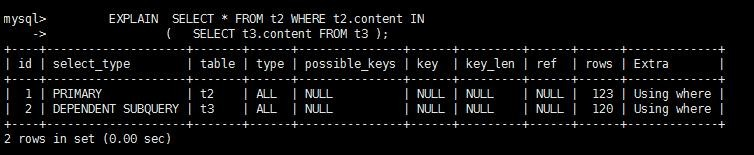 mysql>         EXPLAIN  SELECT * FROM t2 WHERE t2.content IN
    ->                 (   SELECT t3.content FROM t3 );
+----+--------------------+-------+------+---------------+------+---------+------+------+-------------+
| id | select_type        | table | type | possible_keys | key  | key_len | ref  | rows | Extra       |
+----+--------------------+-------+------+---------------+------+---------+------+------+-------------+
|  1 | PRIMARY            | t2    | ALL  | NULL          | NULL | NULL    | NULL |  123 | Using where |
|  2 | DEPENDENT SUBQUERY | t3    | ALL  | NULL          | NULL | NULL    | NULL |  120 | Using where |
+----+--------------------+-------+------+---------------+------+---------+------+------+-------------+
2 rows in set (0.00 sec)